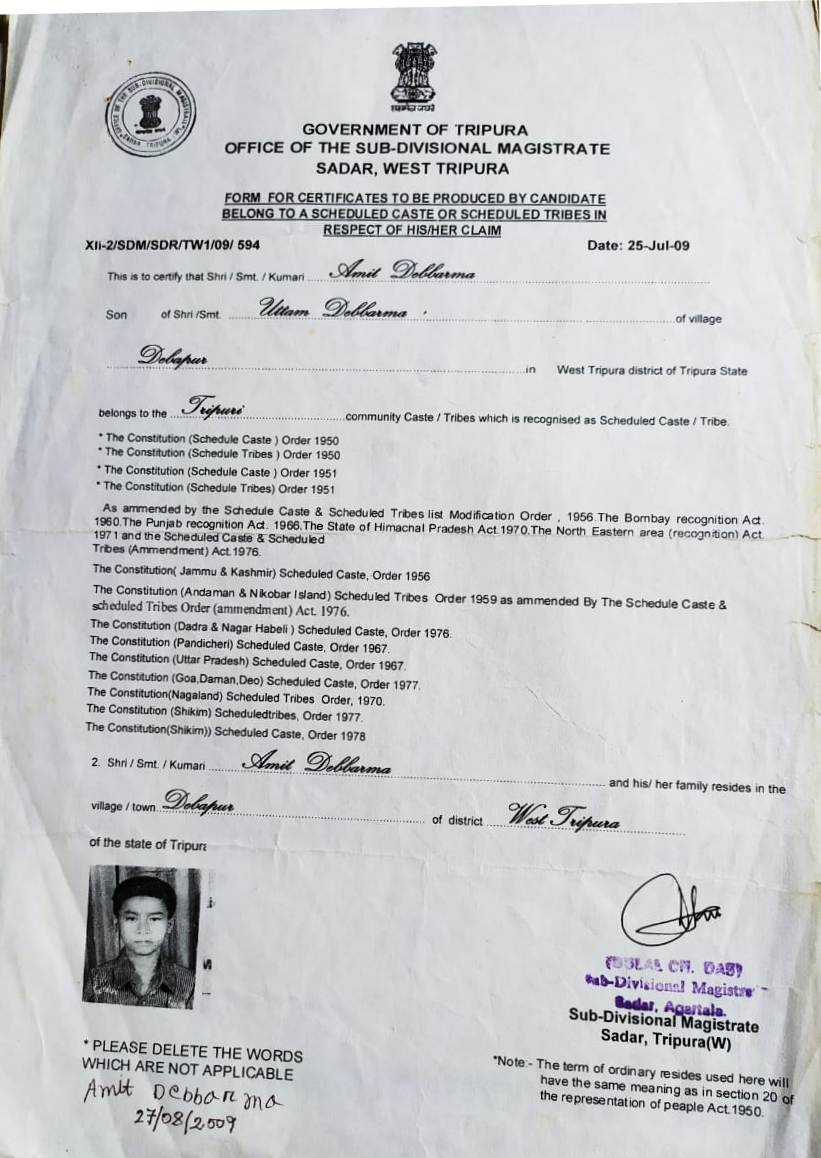 OFFICE OF THE SUB-DIVISIONAL MAGISTRATE
SADAR TRIPURA
सत्यमेव जयते
GOVERNMENT OF TRIPURA
OFFICE OF THE SUB-DIVISIONAL MAGISTRATE
SADAR, WEST TRIPURA
FORM FOR CERTIFICATES TO BE PRODUCED BY CANDIDATE
BELONG TO A SCHEDULED CASTE OR SCHEDULED TRIBES IN
RESPECT OF HIS/HER CLAIM
XII-2/SDM/SDR/TW1/09/ 594 Date: 25-Jul-09
This is to certify that Shri / Smt. / Kumari Amit Debbarma
Son of Shri /Smt. Uttam Debbarma of village
Debapur in West Tripura district of Tripura State
belongs to the Tripuri community Caste / Tribes which is recognised as Scheduled Caste / Tribe.
* The Constitution (Schedule Caste ) Order 1950
* The Constitution (Schedule Tribes ) Order 1950
* The Constitution (Schedule Caste ) Order 1951
* The Constitution (Schedule Tribes) Order 1951
As ammended by the Schedule Caste & Scheduled Tribes list Modification Order , 1956.The Bombay recognition Act.
1960.The Punjab recognition Act. 1966.The State of Himachal Pradesh Act.1970.The North Eastern area (recognition) Act.
1971 and the Scheduled Caste & Scheduled
Tribes (Ammendment) Act.1976.
The Constitution( Jammu & Kashmir) Scheduled Caste, Order 1956
The Constitution (Andaman & Nikobar Island) Scheduled Tribes Order 1959 as ammended By The Schedule Caste &
scheduled Tribes Order (ammendment) Act. 1976.
The Constitution (Dadra & Nagar Habeli ) Scheduled Caste, Order 1976.
The Constitution (Pandicheri) Scheduled Caste, Order 1967.
The Constitution (Uttar Pradesh) Scheduled Caste, Order 1967.
The Constitution (Goa,Daman,Deo) Scheduled Caste, Order 1977.
The Constitution(Nagaland) Scheduled Tribes Order, 1970.
The Constitution (Shikim) Scheduledtribes, Order 1977.
The Constitution(Shikim)) Scheduled Caste, Order 1978
2. Shri / Smt. / Kumari Amit Debbarma and his/ her family resides in the
village / town Debapur of district West Tripura
of the state of Tripura
(DULAL CH. DAS)
Sub-Divisional Magistrate
Sadar, Agartala.
Sub-Divisional Magistrate
Sadar, Tripura(W)
* PLEASE DELETE THE WORDS
WHICH ARE NOT APPLICABLE
Amit Debbarma
27/08/2009
*Note:- The term of ordinary resides used here will
have the same meaning as in section 20 of
the representation of peaple Act.1950.